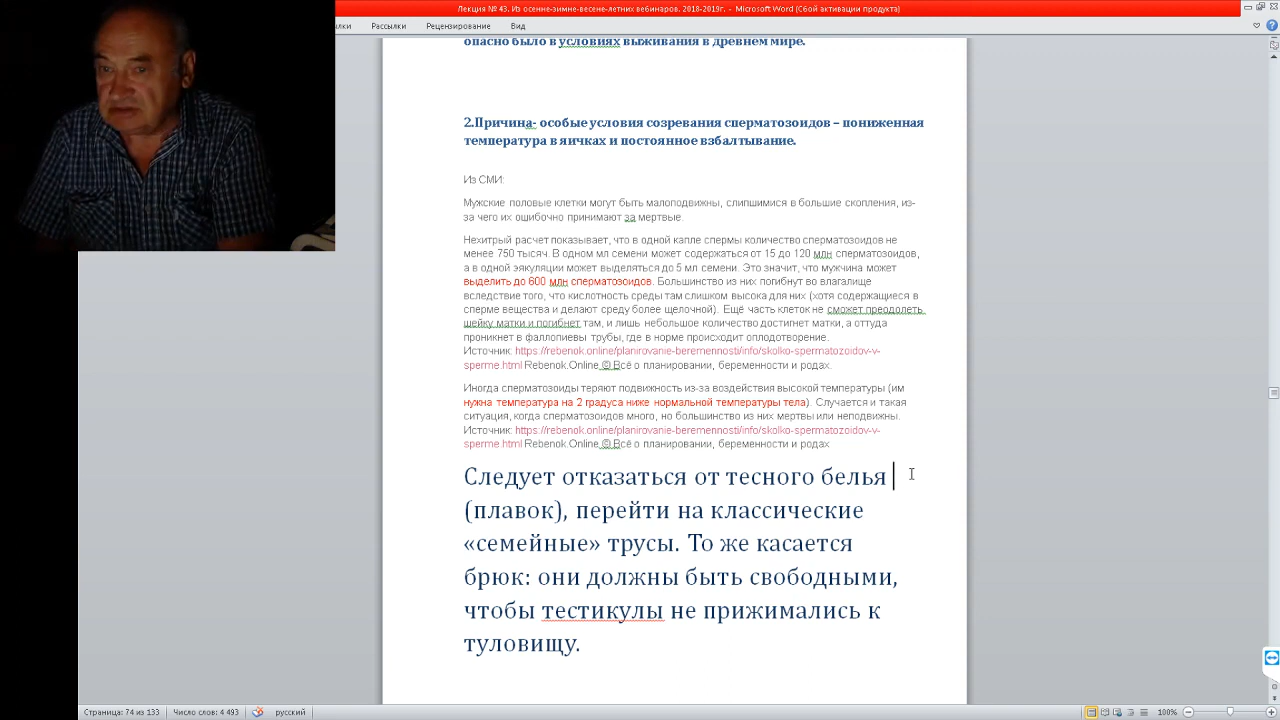 Лекция № 43. Из осенне-зимне-весене-летних вебинаров. 2018-2019г. - Microsoft Word (Сбой активации продукта)
Рассылки Рецензирование Вид
опасно было в условиях выживания в древнем мире.
2.Причина- особые условия созревания сперматозоидов – пониженная
температура в яичках и постоянное взбалтывание.
Из СМИ:
Мужские половые клетки могут быть малоподвижны, слипшимися в большие скопления, из-
за чего их ошибочно принимают за мертвые.
Нехитрый расчет показывает, что в одной капле спермы количество сперматозоидов не
менее 750 тысяч. В одном мл семени может содержаться от 15 до 120 млн сперматозоидов,
а в одной эякуляции может выделяться до 5 мл семени. Это значит, что мужчина может
выделить до 600 млн сперматозоидов. Большинство из них погибнут во влагалище
вследствие того, что кислотность среды там слишком высока для них (хотя содержащиеся в
сперме вещества и делают среду более щелочной). Ещё часть клеток не сможет преодолеть
шейку матки и погибнет там, и лишь небольшое количество достигнет матки, а оттуда
проникнет в фаллопиевы трубы, где в норме происходит оплодотворение.
Источник: https://rebenok.online/planirovanie-beremennosti/info/skolko-spermatozoidov-v-
sperme.html Rebenok.Online © Всё о планировании, беременности и родах.
Иногда сперматозоиды теряют подвижность из-за воздействия высокой температуры (им
нужна температура на 2 градуса ниже нормальной температуры тела). Случается и такая
ситуация, когда сперматозоидов много, но большинство из них мертвы или неподвижны.
Источник: https://rebenok.online/planirovanie-beremennosti/info/skolko-spermatozoidov-v-
sperme.html Rebenok.Online © Всё о планировании, беременности и родах
Следует отказаться от тесного белья
(плавок), перейти на классические
«семейные» трусы. То же касается
брюк: они должны быть свободными,
чтобы тестикулы не прижимались к
туловищу.
Страница: 74 из 133 Число слов: 4 493 русский 100%